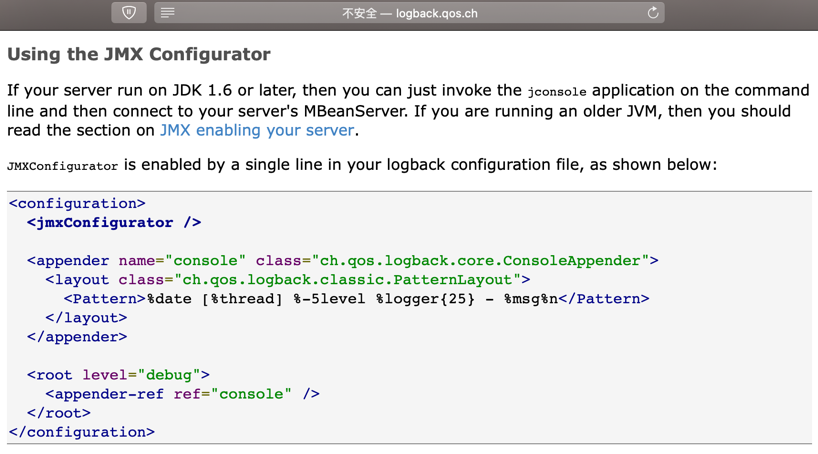 不安全 — logback.qos.ch
Using the JMX Configurator
If your server run on JDK 1.6 or later, then you can just invoke the jconsole application on the command
line and then connect to your server's MBeanServer. If you are running an older JVM, then you should
read the section on JMX enabling your server.
JMXConfigurator is enabled by a single line in your logback configuration file, as shown below:
<configuration>
  <jmxConfigurator />
  <appender name="console" class="ch.qos.logback.core.ConsoleAppender">
    <layout class="ch.qos.logback.classic.PatternLayout">
      <Pattern>%date [%thread] %-5level %logger{25} - %msg%n</Pattern>
    </layout>
  </appender>
  <root level="debug">
    <appender-ref ref="console" />
  </root>
</configuration>